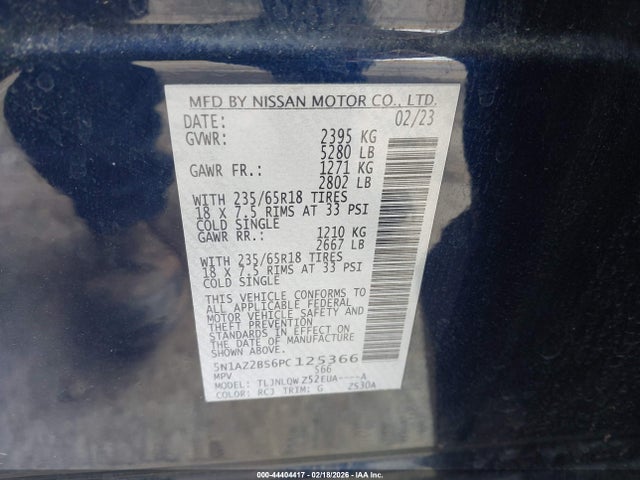 MFD BY NISSAN MOTOR CO., LTD.
DATE: 02/23
GVWR: 2395 KG
5280 LB
GAWR FR.: 1271 KG
2802 LB
WITH 235/65R18 TIRES
18 X 7.5 RIMS AT 33 PSI
COLD SINGLE
GAWR RR.: 1210 KG
2667 LB
WITH 235/65R18 TIRES
18 X 7.5 RIMS AT 33 PSI
COLD SINGLE
THIS VEHICLE CONFORMS TO
ALL APPLICABLE FEDERAL
MOTOR VEHICLE SAFETY AND
THEFT PREVENTION
STANDARDS IN EFFECT ON
THE DATE OF MANUFACTURE
SHOWN ABOVE.
5N1AZ2BS6PC125366
MPV S66
MODEL: TLJNLQW Z52EUA----A
COLOR: RCJ TRIM: G Z530A
000-44404417 - 02/18/2026 - IAA Inc.